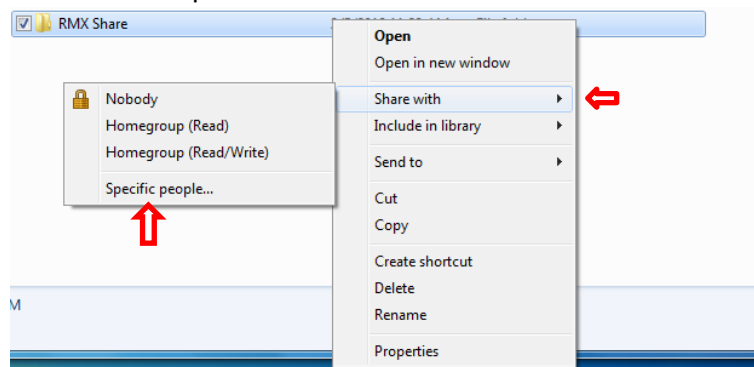 RMX Share
Open
Open in new window
Share with
Include in library
Send to
Cut
Copy
Create shortcut
Delete
Rename
Properties
Nobody
Homegroup (Read)
Homegroup (Read/Write)
Specific people...
M